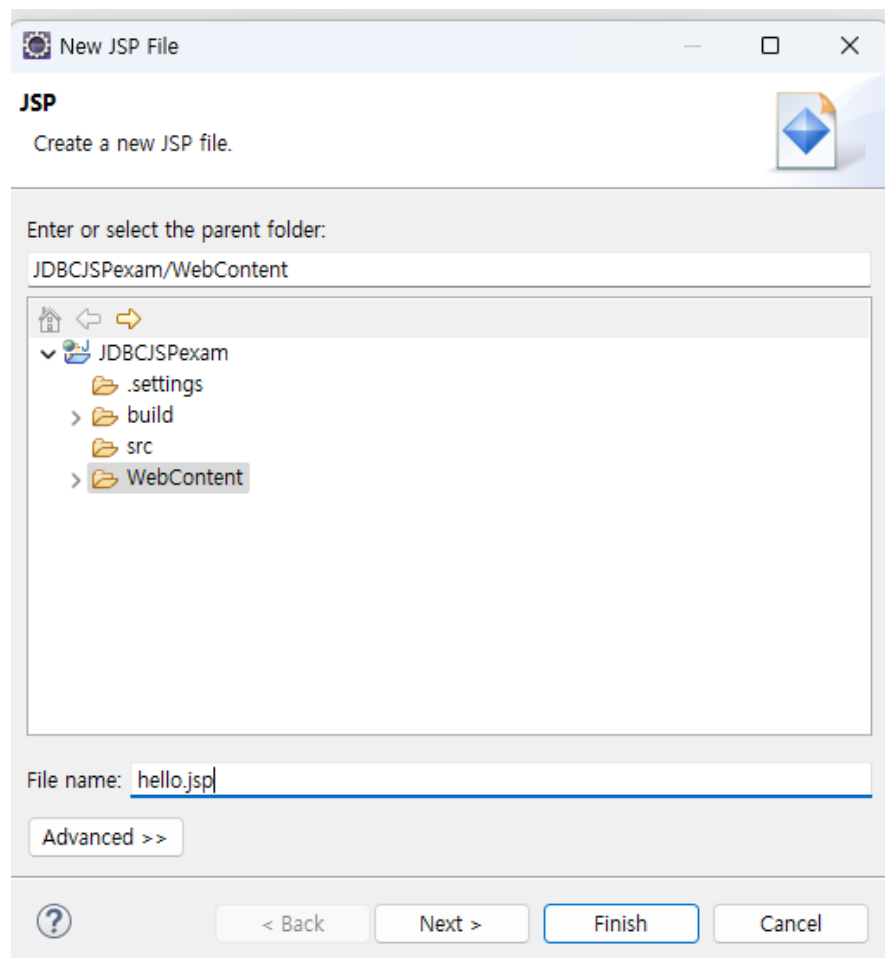 New JSP File
JSP
Create a new JSP file.
Enter or select the parent folder:
JDBCJSPexam/WebContent
JDBCJSPexam
.settings
build
src
WebContent
File name: hello.jsp
Advanced >>
< Back Next > Finish Cancel